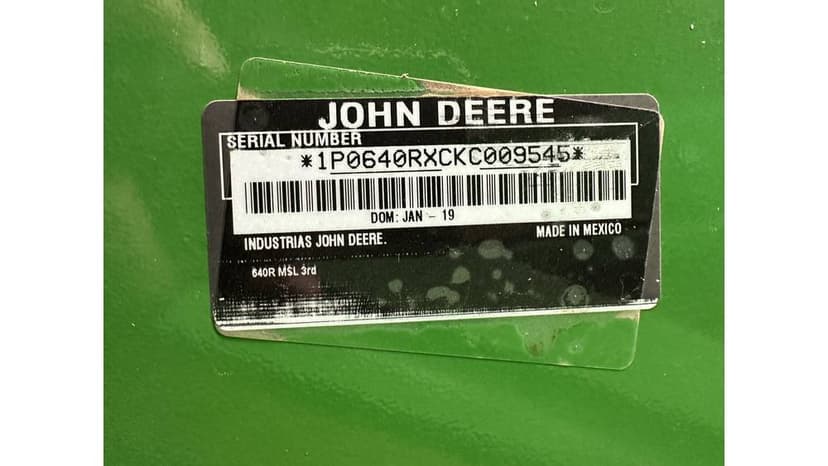 JOHN DEERE
SERIAL NUMBER
*1P0640RXCKC009545*
DOM: JAN - 19
INDUSTRIAS JOHN DEERE.
MADE IN MEXICO
640R MSL 3rd